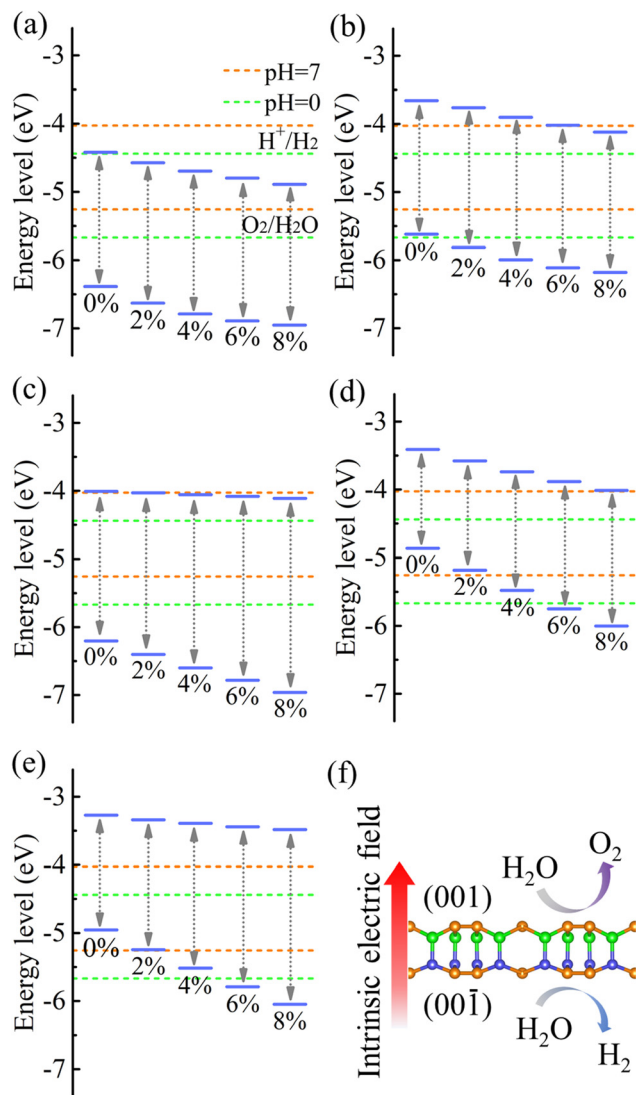 (a)
-3
-4
-5
-6
-7
Energy level (eV)
pH=7
pH=0
H⁺/H₂
O₂/H₂O
0%
2%
4%
6%
8%
(b)
-3
-4
-5
-6
-7
Energy level (eV)
0%
2%
4%
6%
8%
(c)
-3
-4
-5
-6
-7
Energy level (eV)
0%
2%
4%
6%
8%
(d)
-3
-4
-5
-6
-7
Energy level (eV)
0%
2%
4%
6%
8%
(e)
-3
-4
-5
-6
-7
Energy level (eV)
0%
2%
4%
6%
8%
(f)
Intrinsic electric field
(001)
(001̄)
H₂O
O₂
H₂O
H₂